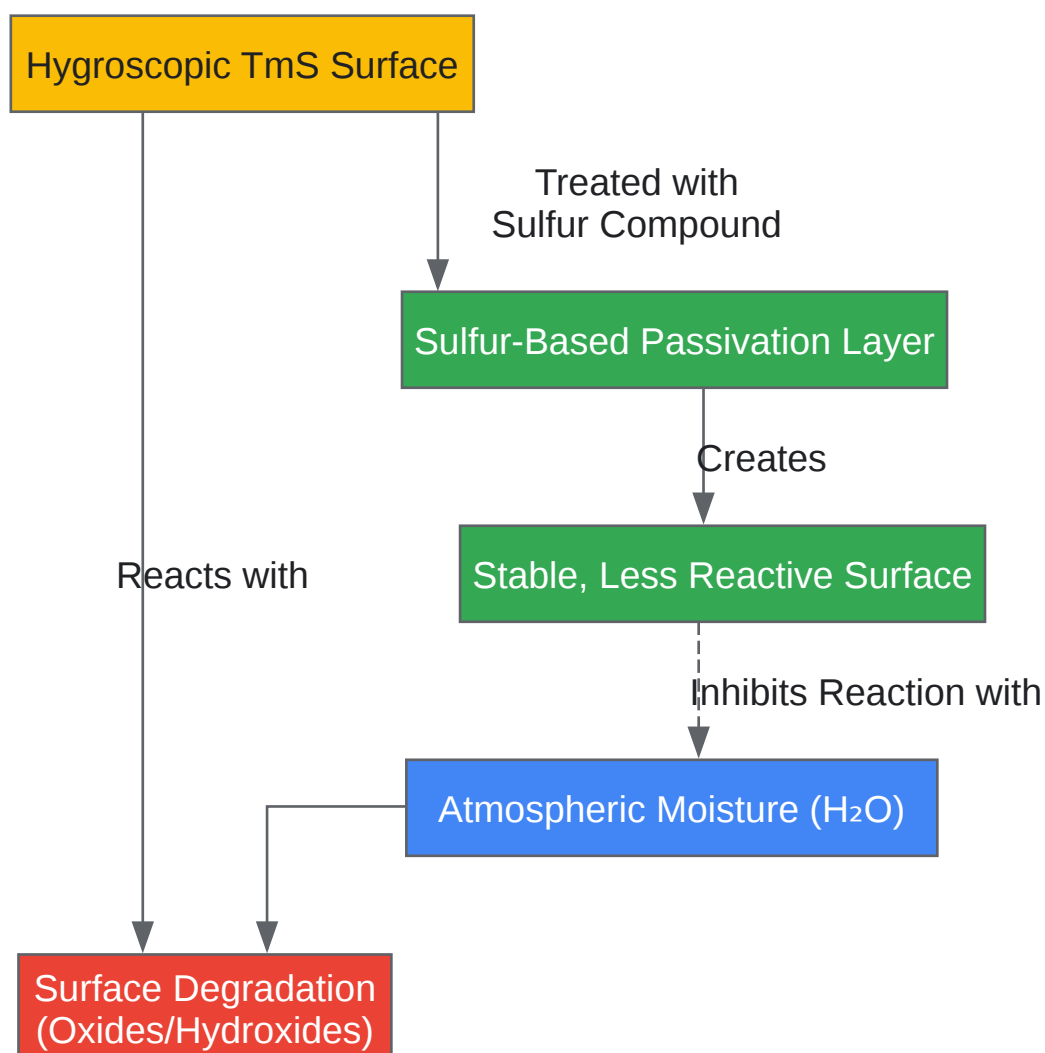 Hygroscopic TmS Surface
Treated with
Sulfur Compound
Sulfur-Based Passivation Layer
Creates
Reacts with
Stable, Less Reactive Surface
Inhibits Reaction with
Atmospheric Moisture (H₂O)
Surface Degradation
(Oxides/Hydroxides)